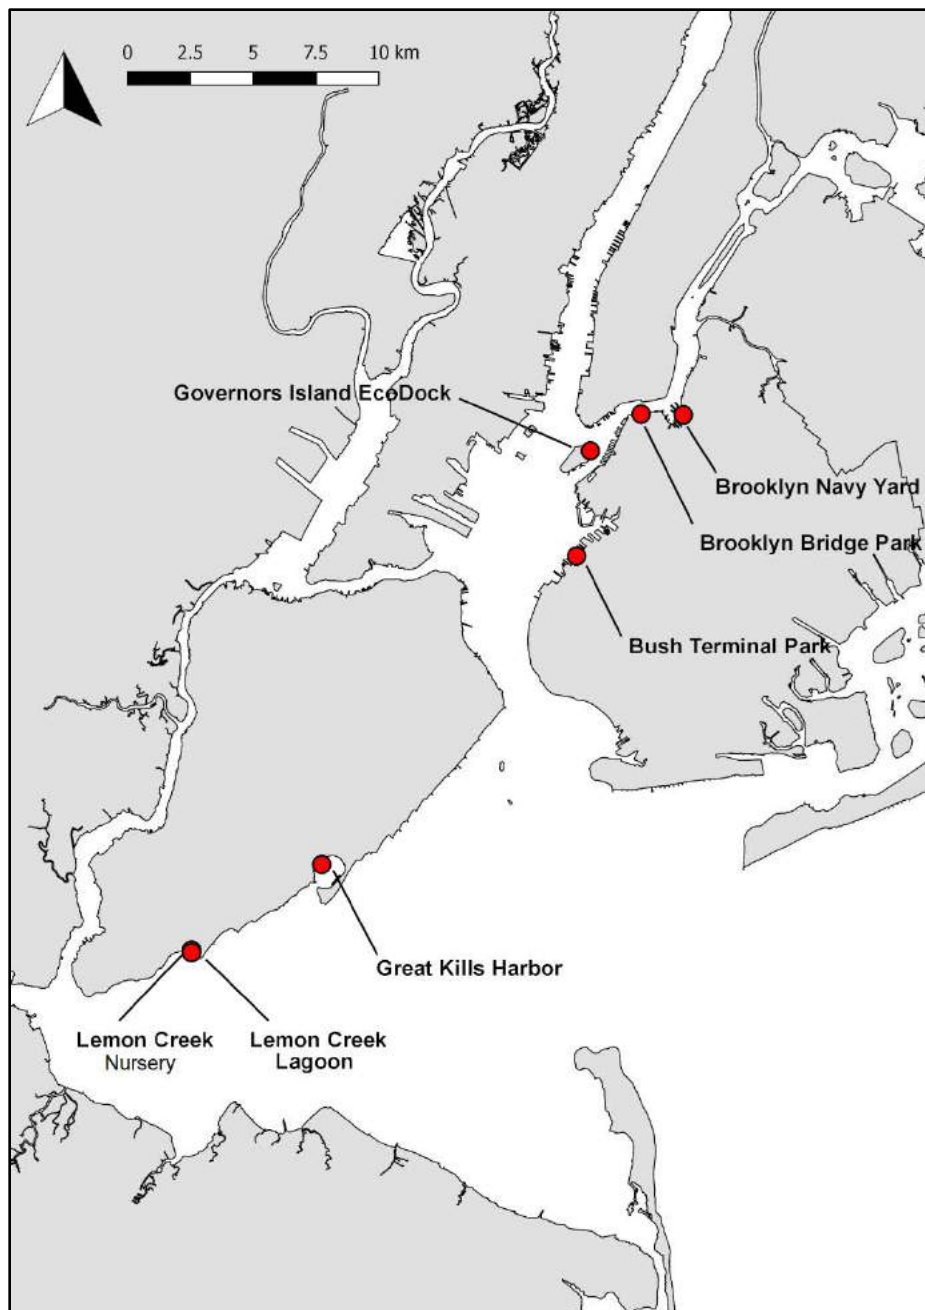 0 2.5 5 7.5 10 km
Governors Island EcoDock
Brooklyn Navy Yard
Brooklyn Bridge Park
Bush Terminal Park
Great Kills Harbor
Lemon Creek
Nursery
Lemon Creek
Lagoon